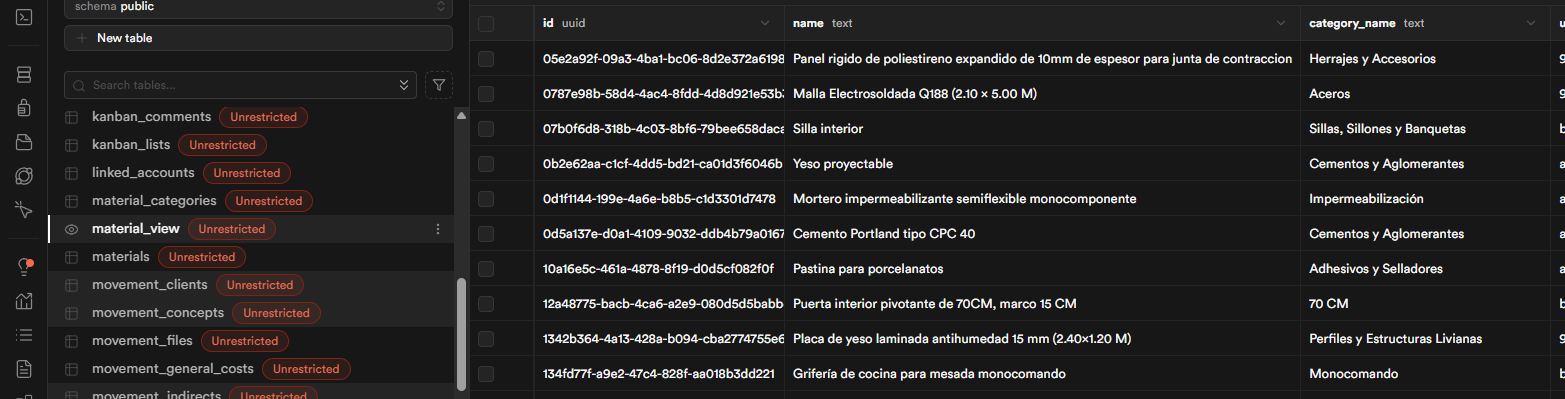 schema public
New table
Search tables...
kanban_comments Unrestricted
kanban_lists Unrestricted
linked_accounts Unrestricted
material_categories Unrestricted
material_view Unrestricted
materials Unrestricted
movement_clients Unrestricted
movement_concepts Unrestricted
movement_files Unrestricted
movement_general_costs Unrestricted
movement_indirects Unrestricted
id uuid name text category_name text
05e2a92f-09a3-4ba1-bc06-8d2e372a6198 Panel rigido de poliestireno expandido de 10mm de espesor para junta de contraccion Herrajes y Accesorios
0787e98b-58d4-4ac4-8fdd-4d8d921e53b Malla Electrosoldada Q188 (2.10 × 5.00 M) Aceros
07b0f6d8-318b-4c03-8bf6-79bee658daca Silla interior Sillas, Sillones y Banquetas
0b2e62aa-c1cf-4dd5-bd21-ca01d3f6046b Yeso proyectable Cementos y Aglomerantes
0d1f1144-199e-4a6e-b8b5-c1d3301d7478 Mortero impermeabilizante semiflexible monocomponente Impermeabilización
0d5a137e-d0a1-4109-9032-ddb4b79a0167 Cemento Portland tipo CPC 40 Cementos y Aglomerantes
10a16e5c-461a-4878-8f19-d0d5cf082f0f Pastina para porcelanatos Adhesivos y Selladores
12a48775-bacb-4ca6-a2e9-080d5d5babb Puerta interior pivotante de 70CM, marco 15 CM 70 CM
1342b364-4a13-428a-b094-cba2774755e6 Placa de yeso laminada antihumedad 15 mm (2.40×1.20 M) Perfiles y Estructuras Livianas
134fd77f-a9e2-47c4-828f-aa018b3dd221 Grifería de cocina para mesada monocomando Monocomando